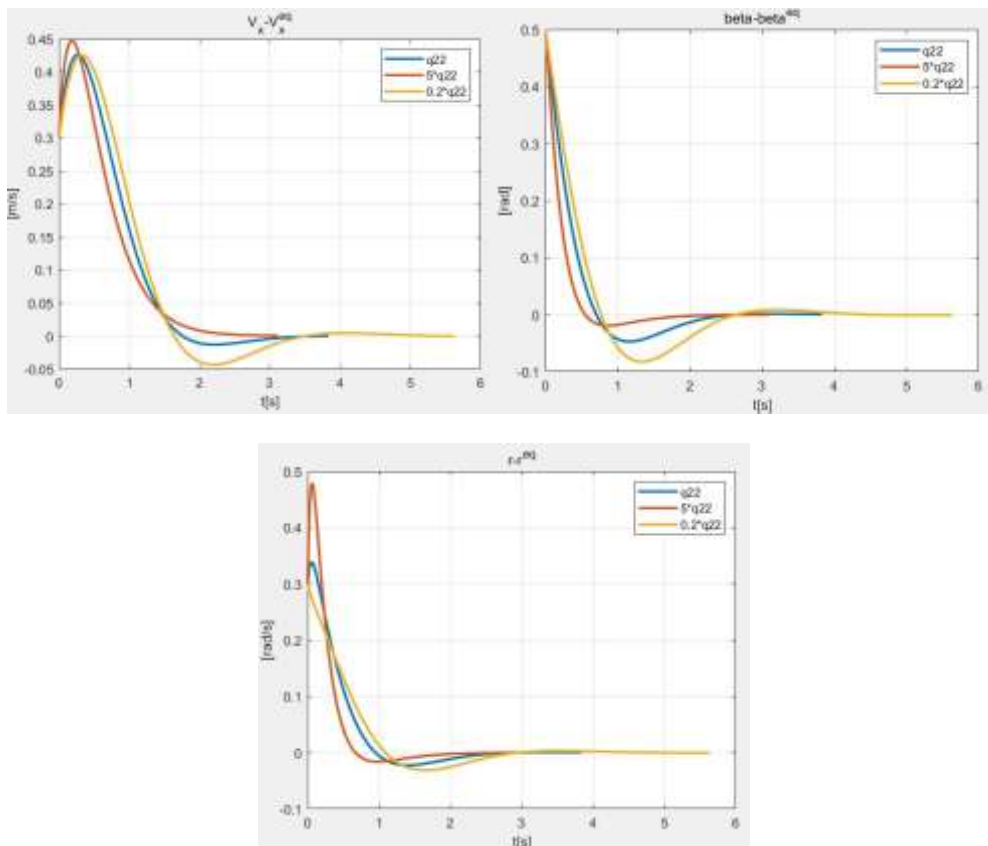 V_x-V_x^eq
0.45
0.4
0.35
0.3
0.25
0.2
0.15
0.1
0.05
0
-0.05
[m/s]
q22
5*q22
0.2*q22
0 1 2 3 4 5 6
t[s]
beta-beta^eq
0.5
0.4
0.3
0.2
0.1
0
-0.1
[rad]
q22
5*q22
0.2*q22
0 1 2 3 4 5 6
t[s]
r-r^eq
0.5
0.4
0.3
0.2
0.1
0
-0.1
[rad/s]
q22
5*q22
0.2*q22
0 1 2 3 4 5 6
t[s]